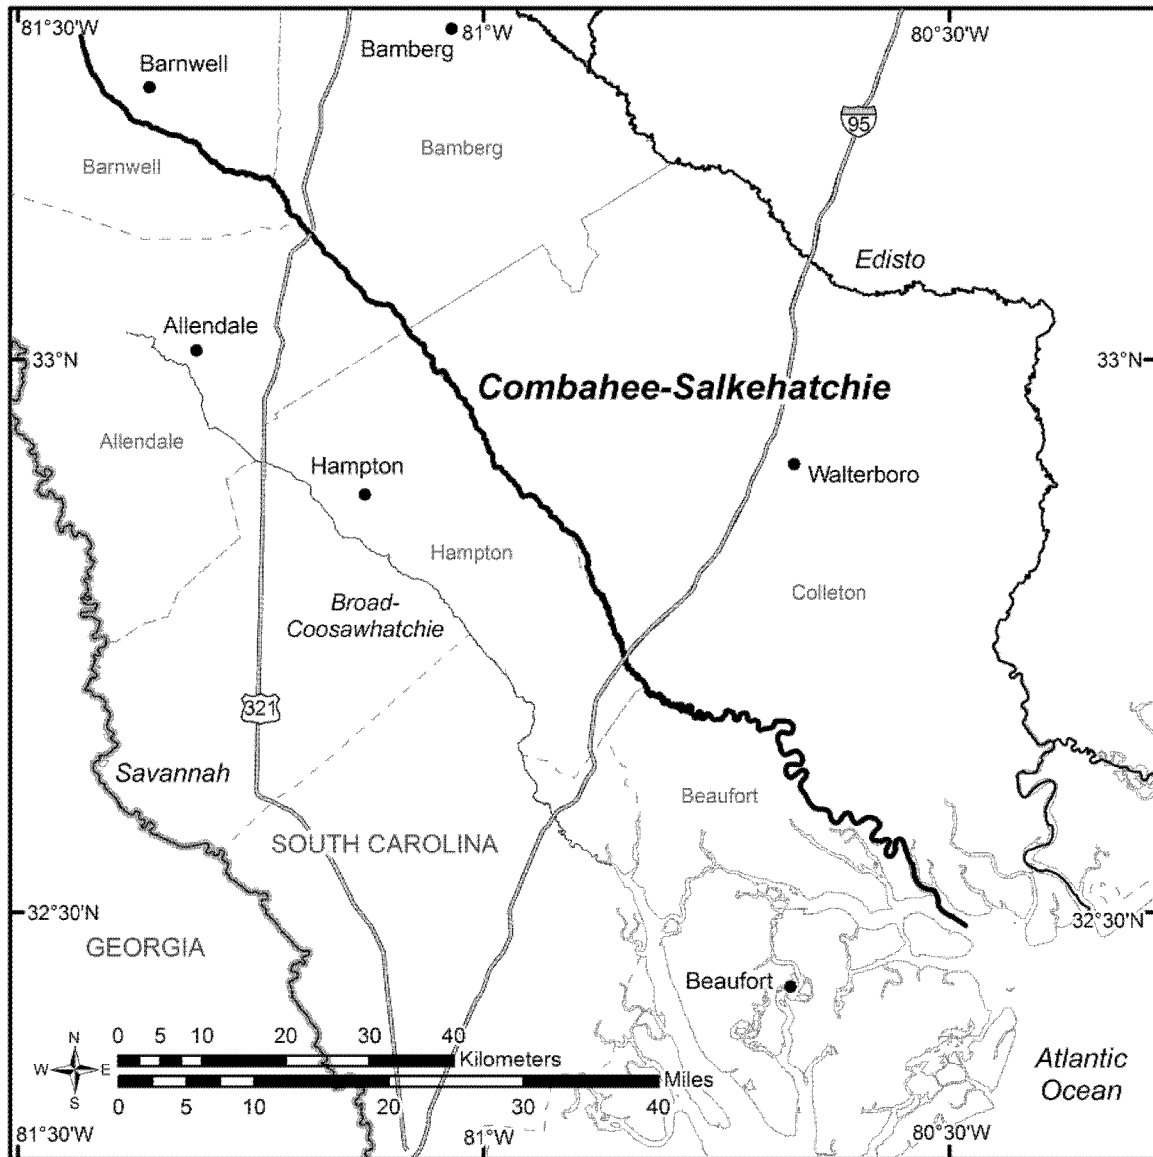 81°30'W
81°W
80°30'W
Barnwell
Bamberg
95
Barnwell
Bamberg
Edisto
Allendale
33°N
33°N
Combahee-Salkehatchie
Allendale
Hampton
Walterboro
Hampton
Colleton
Broad-
Coosawhatchie
321
Savannah
Beaufort
SOUTH CAROLINA
32°30'N
32°30'N
GEORGIA
Beaufort
N
W E
S
0 5 10 20 30 40
Kilometers
Miles
0 5 10 20 30 40
Atlantic
Ocean
81°30'W
81°W
80°30'W